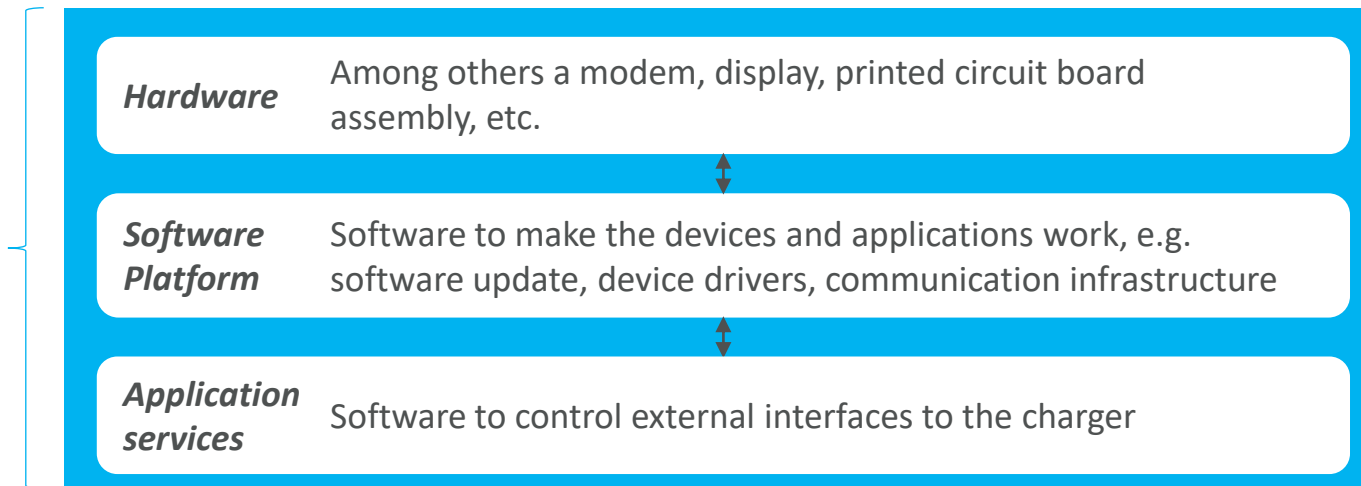 Hardware
Among others a modem, display, printed circuit board
assembly, etc.
Software
Platform
Software to make the devices and applications work, e.g.
software update, device drivers, communication infrastructure
Application
services
Software to control external interfaces to the charger